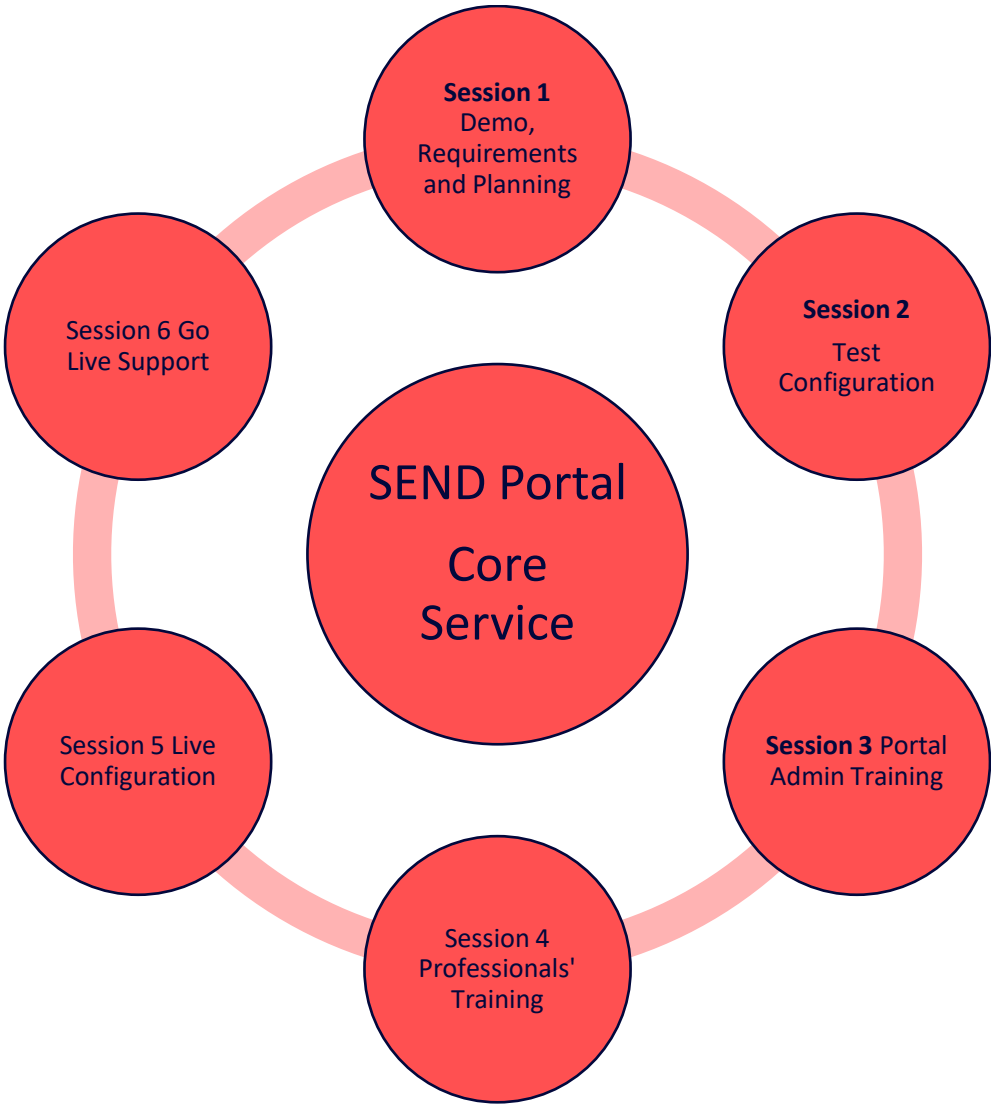 Session 1
Demo,
Requirements
and Planning
Session 2
Test
Configuration
Session 3 Portal
Admin Training
Session 4
Professionals'
Training
Session 5 Live
Configuration
Session 6 Go
Live Support
SEND Portal
Core
Service